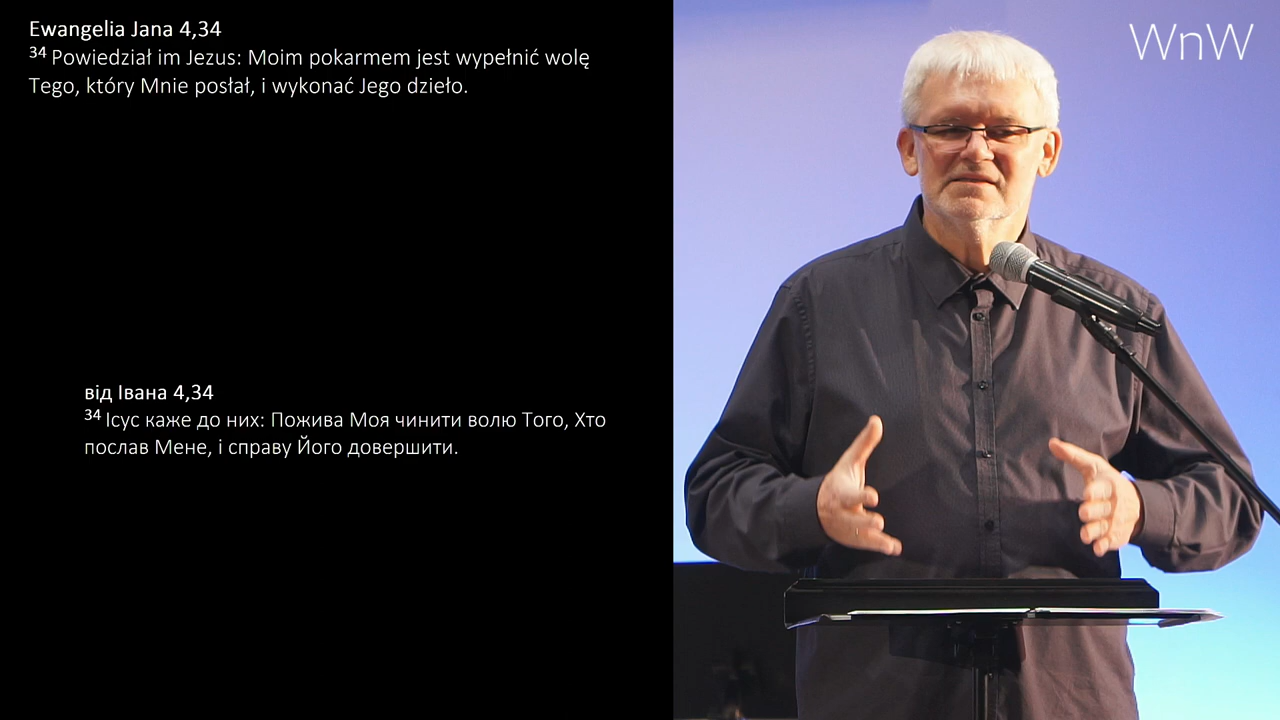 Ewangelia Jana 4,34
34 Powiedział im Jezus: Moim pokarmem jest wypełnić wolę
Tego, który Mnie posłał, i wykonać Jego dzieło.
від Івана 4,34
34 Ісус каже до них: Пожива Моя чинити волю Того, Хто
послав Мене, і справу Його довершити.
WnW